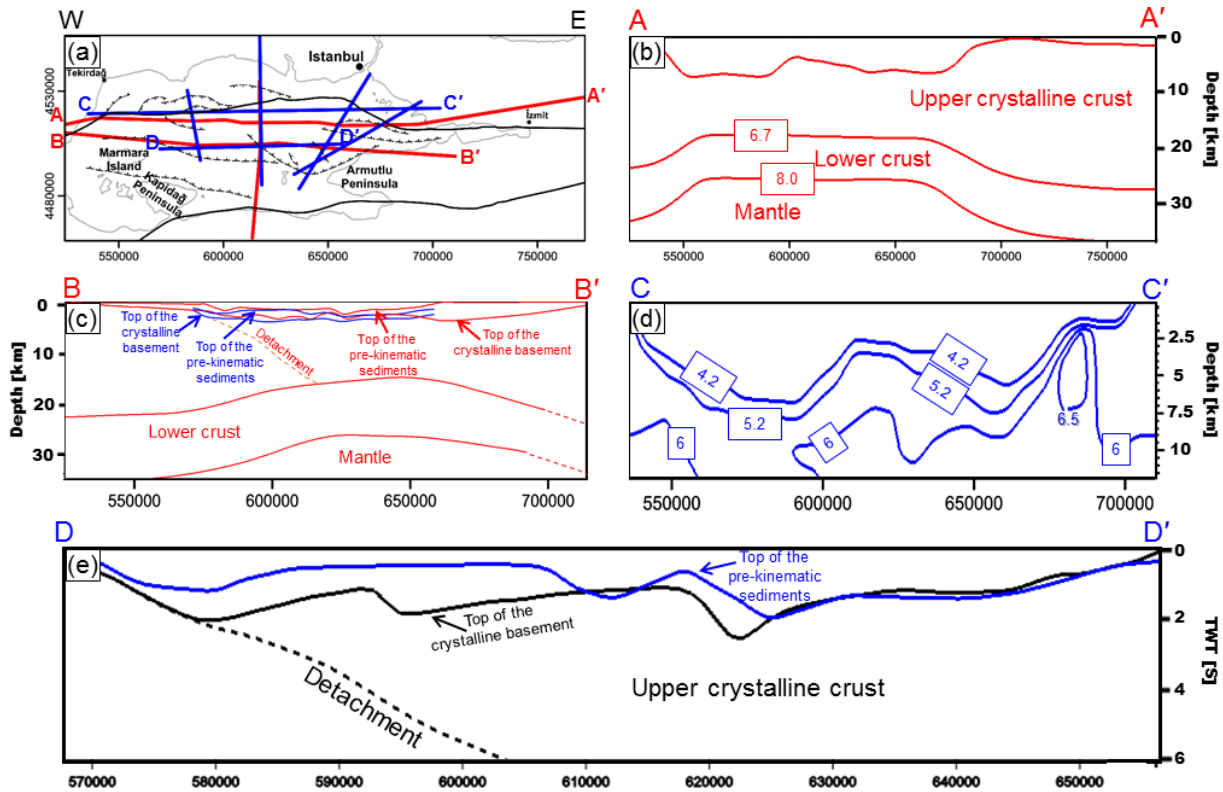 W
E
(a)
Istanbul
Tekirdağ
4530000
4480000
A
A′
C
C′
B
B′
D
D′
İzmit
Marmara
Island
Kapıdağ
Peninsula
Armutlu
Peninsula
550000 600000 650000 700000 750000
A
A′
(b)
Upper crystalline crust
6.7
Lower crust
8.0
Mantle
0
10
20
30
Depth [km]
550000 600000 650000 700000 750000
B
B′
(c)
0
10
20
30
Depth [km]
Top of the
crystalline
basement
Top of the
pre-kinematic
sediments
Detachment
Top of the
pre-kinematic
sediments
Top of the
crystalline basement
Lower crust
Mantle
550000 600000 650000 700000
C
C′
(d)
4.2
5.2
6
6
4.2
5.2
6.5
6
2.5
5
7.5
10
Depth [km]
550000 600000 650000 700000
D
D′
(e)
Top of the
pre-kinematic
sediments
Top of the
crystalline basement
Detachment
Upper crystalline crust
0
2
4
6
TWT [S]
570000 580000 590000 600000 610000 620000 630000 640000 650000